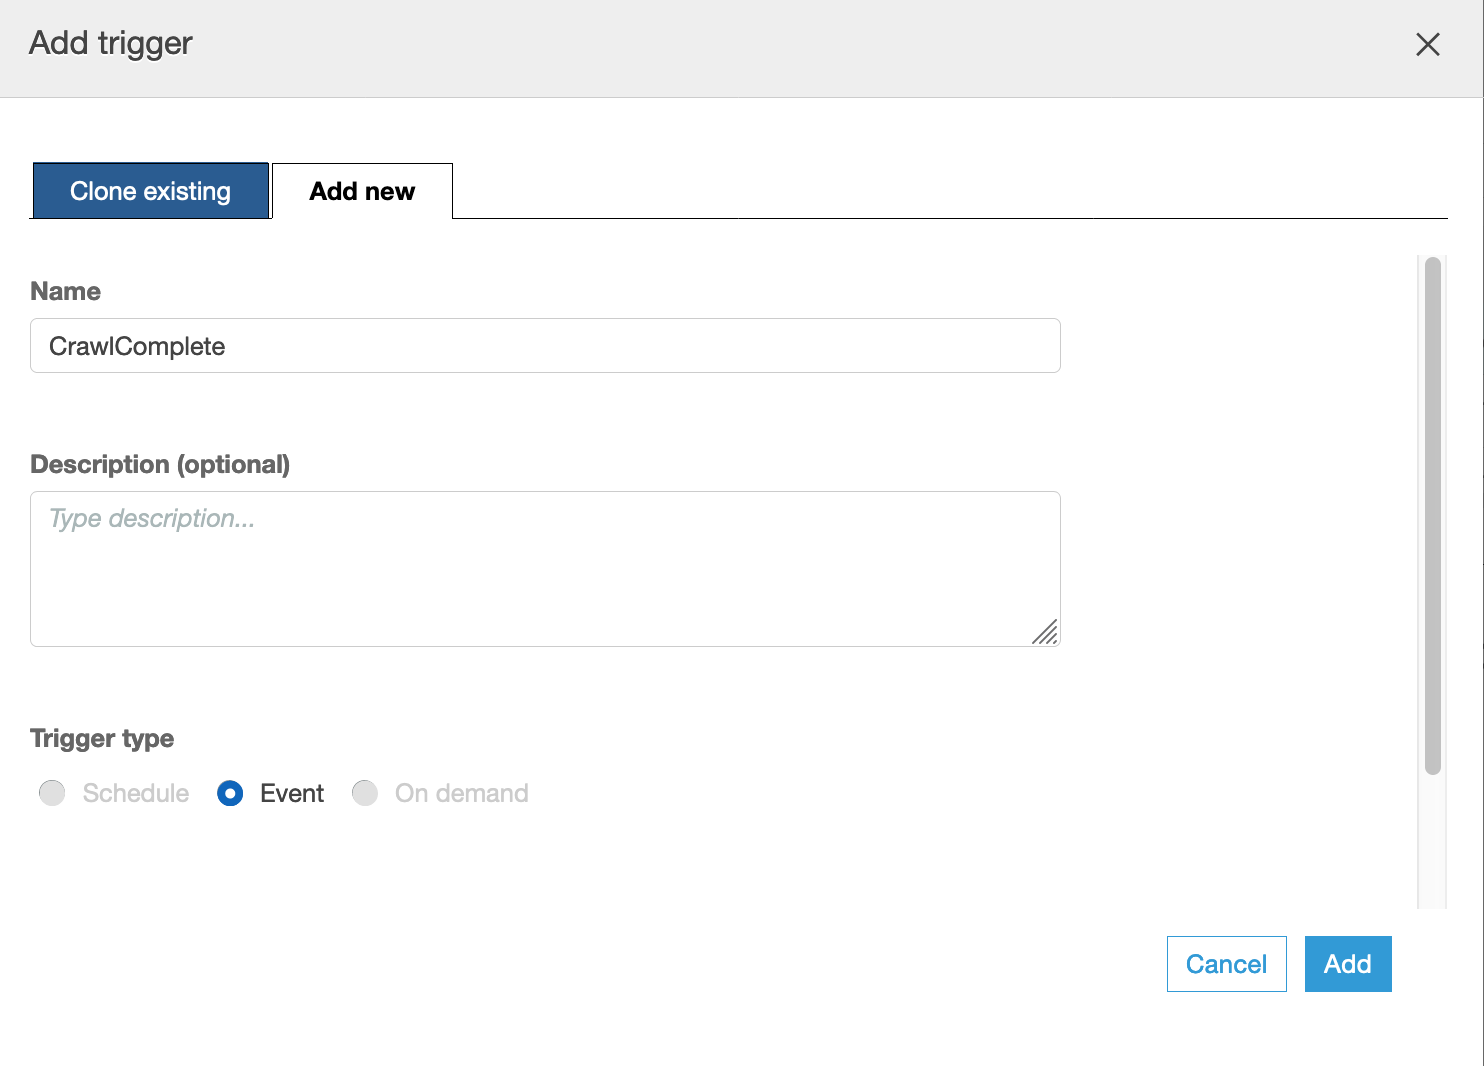 Add trigger
Clone existing Add new
Name
CrawlComplete
Description (optional)
Type description...
Trigger type
Schedule Event On demand
Cancel Add